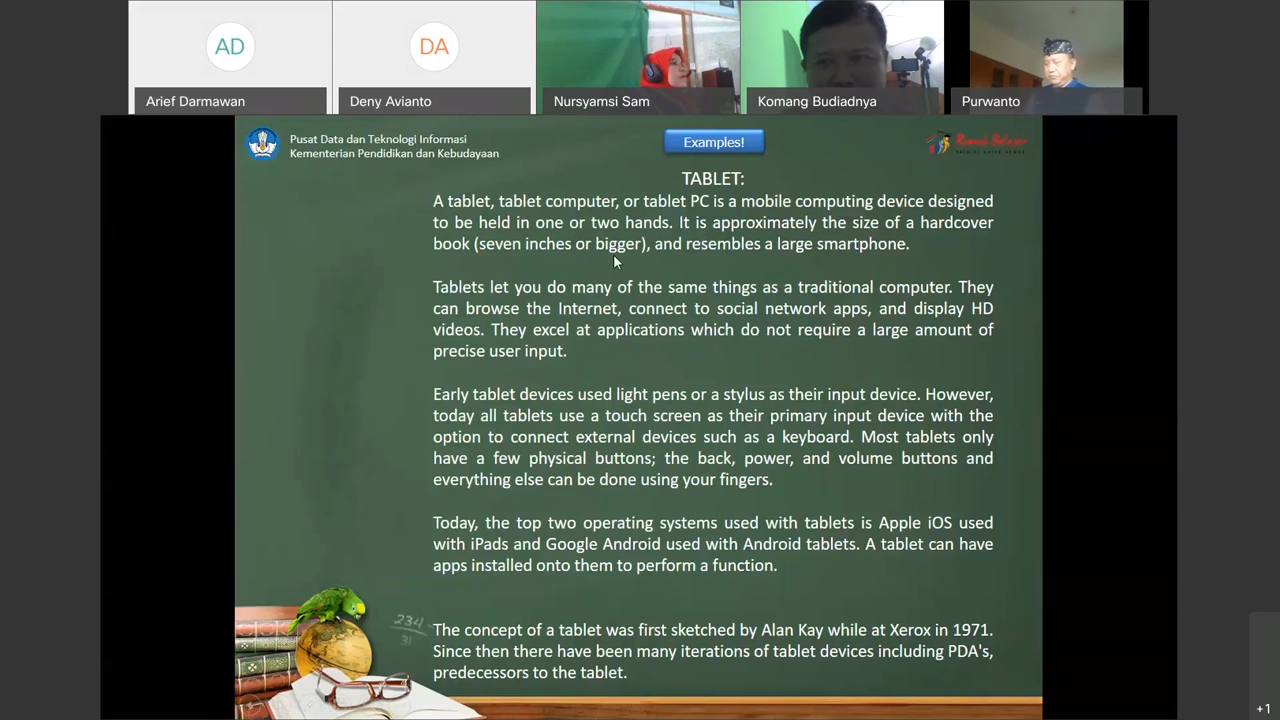 AD
DA
Arief Darmawan
Deny Avianto
Nursyamsi Sam
Komang Budiadnya
Purwanto
Pusat Data dan Teknologi Informasi
Kementerian Pendidikan dan Kebudayaan
Examples!
Rumah Belajar
TABLET:
A tablet, tablet computer, or tablet PC is a mobile computing device designed
to be held in one or two hands. It is approximately the size of a hardcover
book (seven inches or bigger), and resembles a large smartphone.
Tablets let you do many of the same things as a traditional computer. They
can browse the Internet, connect to social network apps, and display HD
videos. They excel at applications which do not require a large amount of
precise user input.
Early tablet devices used light pens or a stylus as their input device. However,
today all tablets use a touch screen as their primary input device with the
option to connect external devices such as a keyboard. Most tablets only
have a few physical buttons; the back, power, and volume buttons and
everything else can be done using your fingers.
Today, the top two operating systems used with tablets is Apple iOS used
with iPads and Google Android used with Android tablets. A tablet can have
apps installed onto them to perform a function.
234
31
The concept of a tablet was first sketched by Alan Kay while at Xerox in 1971.
Since then there have been many iterations of tablet devices including PDA's,
predecessors to the tablet.
+1